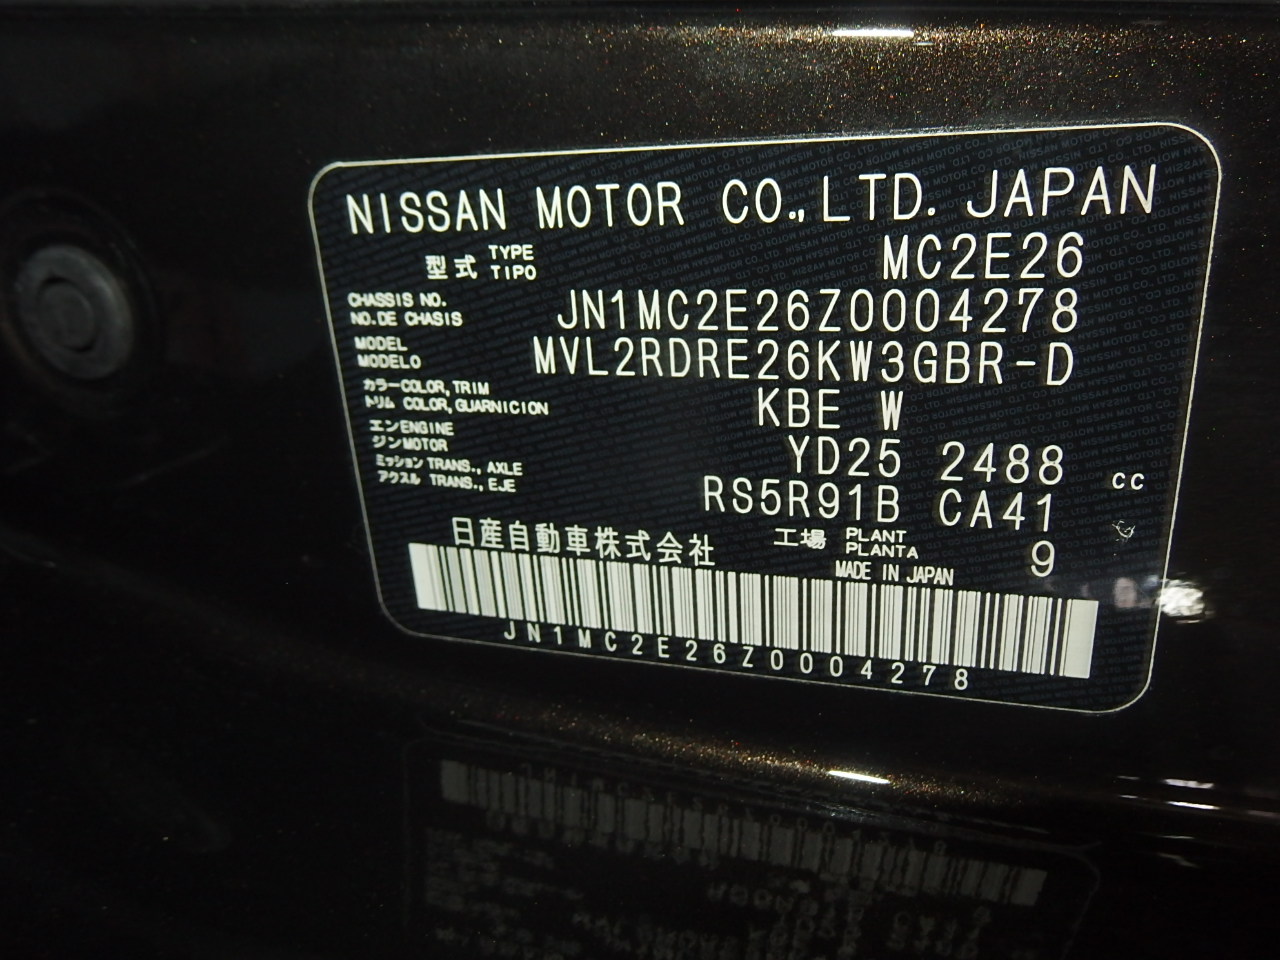 NISSAN MOTOR CO.,LTD. JAPAN
型式 TYPE TIPO MC2E26
CHASSIS NO.
NO.DE CHASIS JN1MC2E26Z0004278
MODEL
MODELO MVL2RDRE26KW3GBR-D
カラー COLOR, TRIM
トリム COLOR, GUARNICION KBE W
エン ENGINE
ジン MOTOR YD25 2488 cc
ミッション TRANS., AXLE
アクスル TRANS., EJE RS5R91B CA41
日産自動車株式会社 工場 PLANT PLANTA 9
MADE IN JAPAN
JN1MC2E26Z0004278